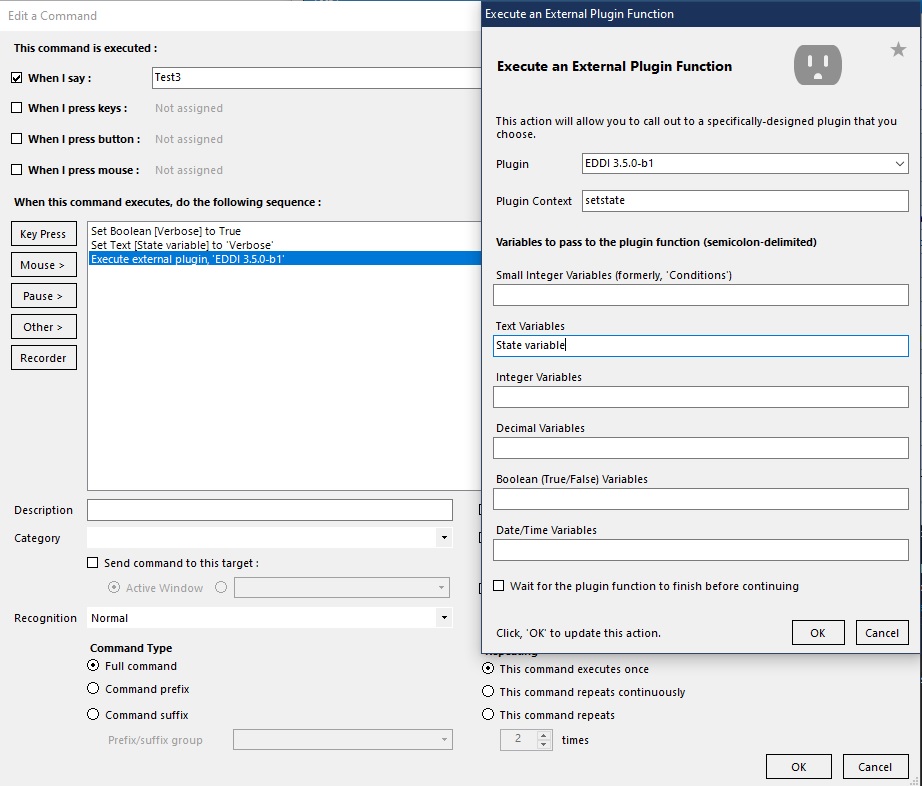 Edit a Command
This command is executed :
When I say :
Test3
When I press keys :
Not assigned
When I press button :
Not assigned
When I press mouse :
Not assigned
When this command executes, do the following sequence :
Key Press
Mouse >
Pause >
Other >
Recorder
Set Boolean [Verbose] to True
Set Text [State variable] to 'Verbose'
Execute external plugin, 'EDDI 3.5.0-b1'
Description
Category
Send command to this target :
Active Window
Recognition
Normal
Command Type
Full command
Command prefix
Command suffix
Prefix/suffix group
Execute an External Plugin Function
Execute an External Plugin Function
This action will allow you to call out to a specifically-designed plugin that you
choose.
Plugin
EDDI 3.5.0-b1
Plugin Context
setstate
Variables to pass to the plugin function (semicolon-delimited)
Small Integer Variables (formerly, 'Conditions')
Text Variables
State variable
Integer Variables
Decimal Variables
Boolean (True/False) Variables
Date/Time Variables
Wait for the plugin function to finish before continuing
Click, 'OK' to update this action.
OK
Cancel
Repeating
This command executes once
This command repeats continuously
This command repeats
2
times
OK
Cancel